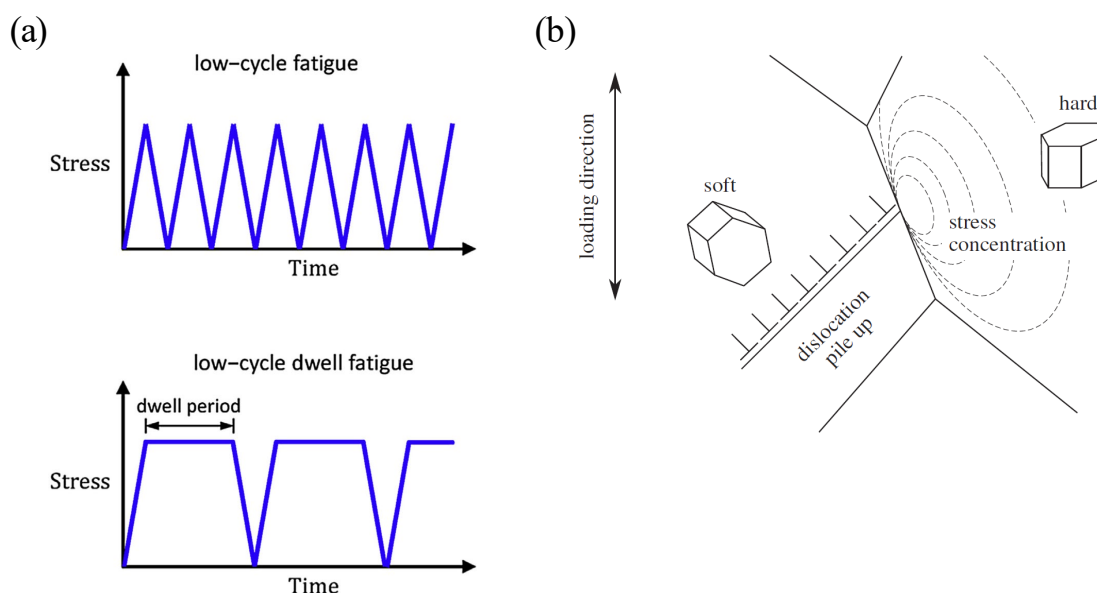 (a)
low-cycle fatigue
Stress
Time
low-cycle dwell fatigue
dwell period
Stress
Time
(b)
loading direction
soft
hard
stress
concentration
dislocation
pile up